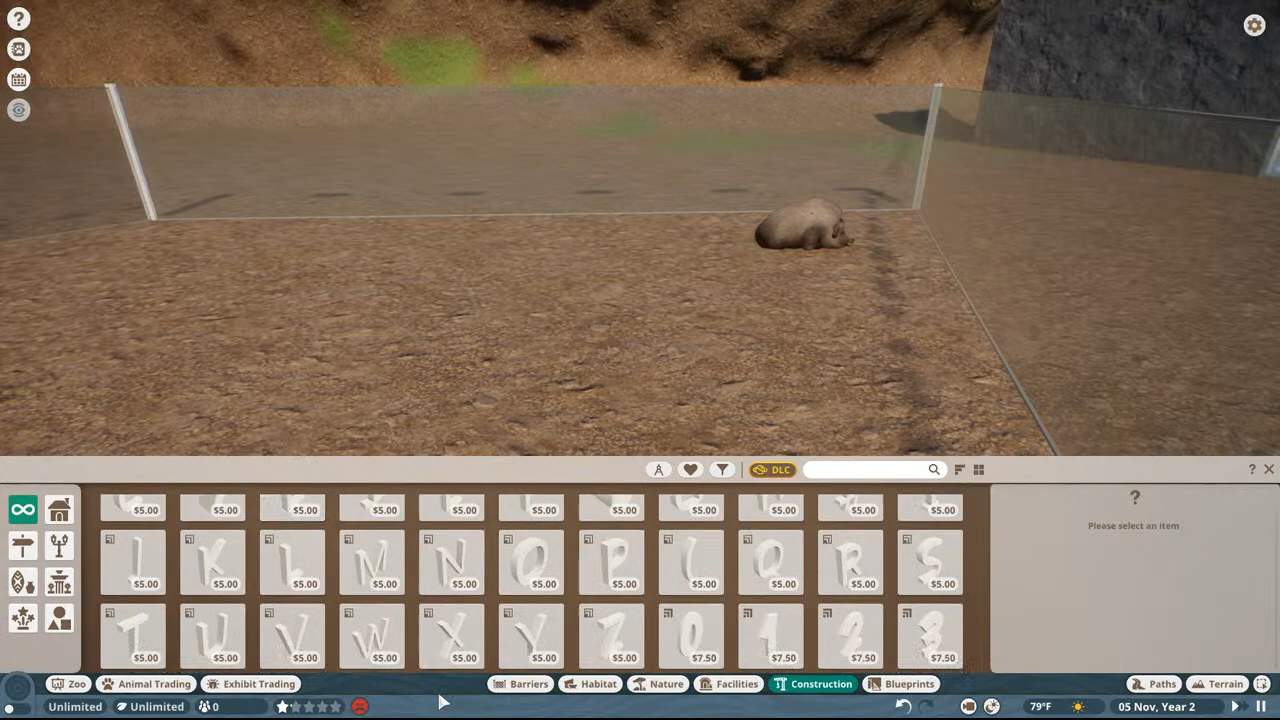 DLC
? ×
?
Please select an item
$5.00 $5.00 $5.00 $5.00 $5.00 $5.00 $5.00 $5.00 $5.00 $5.00 $5.00
J $5.00 K $5.00 L $5.00 M $5.00 N $5.00 O $5.00 P $5.00 ( $5.00 Q $5.00 R $5.00 S $5.00
T $5.00 U $5.00 V $5.00 W $5.00 X $5.00 Y $5.00 Z $5.00 0 $7.50 1 $7.50 2 $7.50 3 $7.50
Zoo Animal Trading Exhibit Trading Barriers Habitat Nature Facilities Construction Blueprints Paths Terrain
Unlimited Unlimited 0 79°F 05 Nov, Year 2